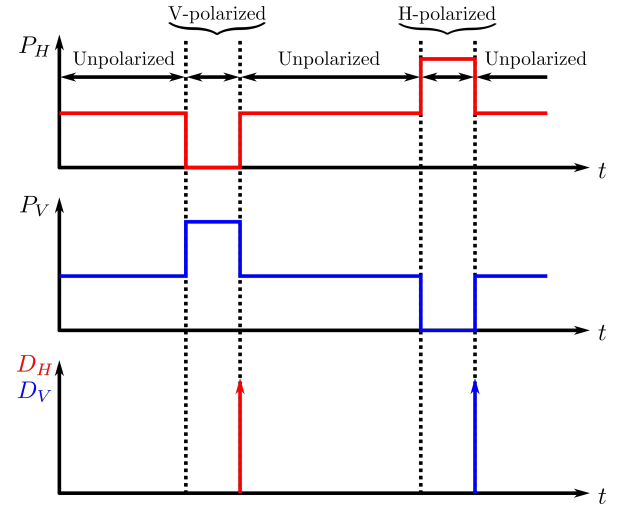 V-polarized H-polarized
P_H
Unpolarized Unpolarized Unpolarized
t
P_V
t
D_H
D_V
t